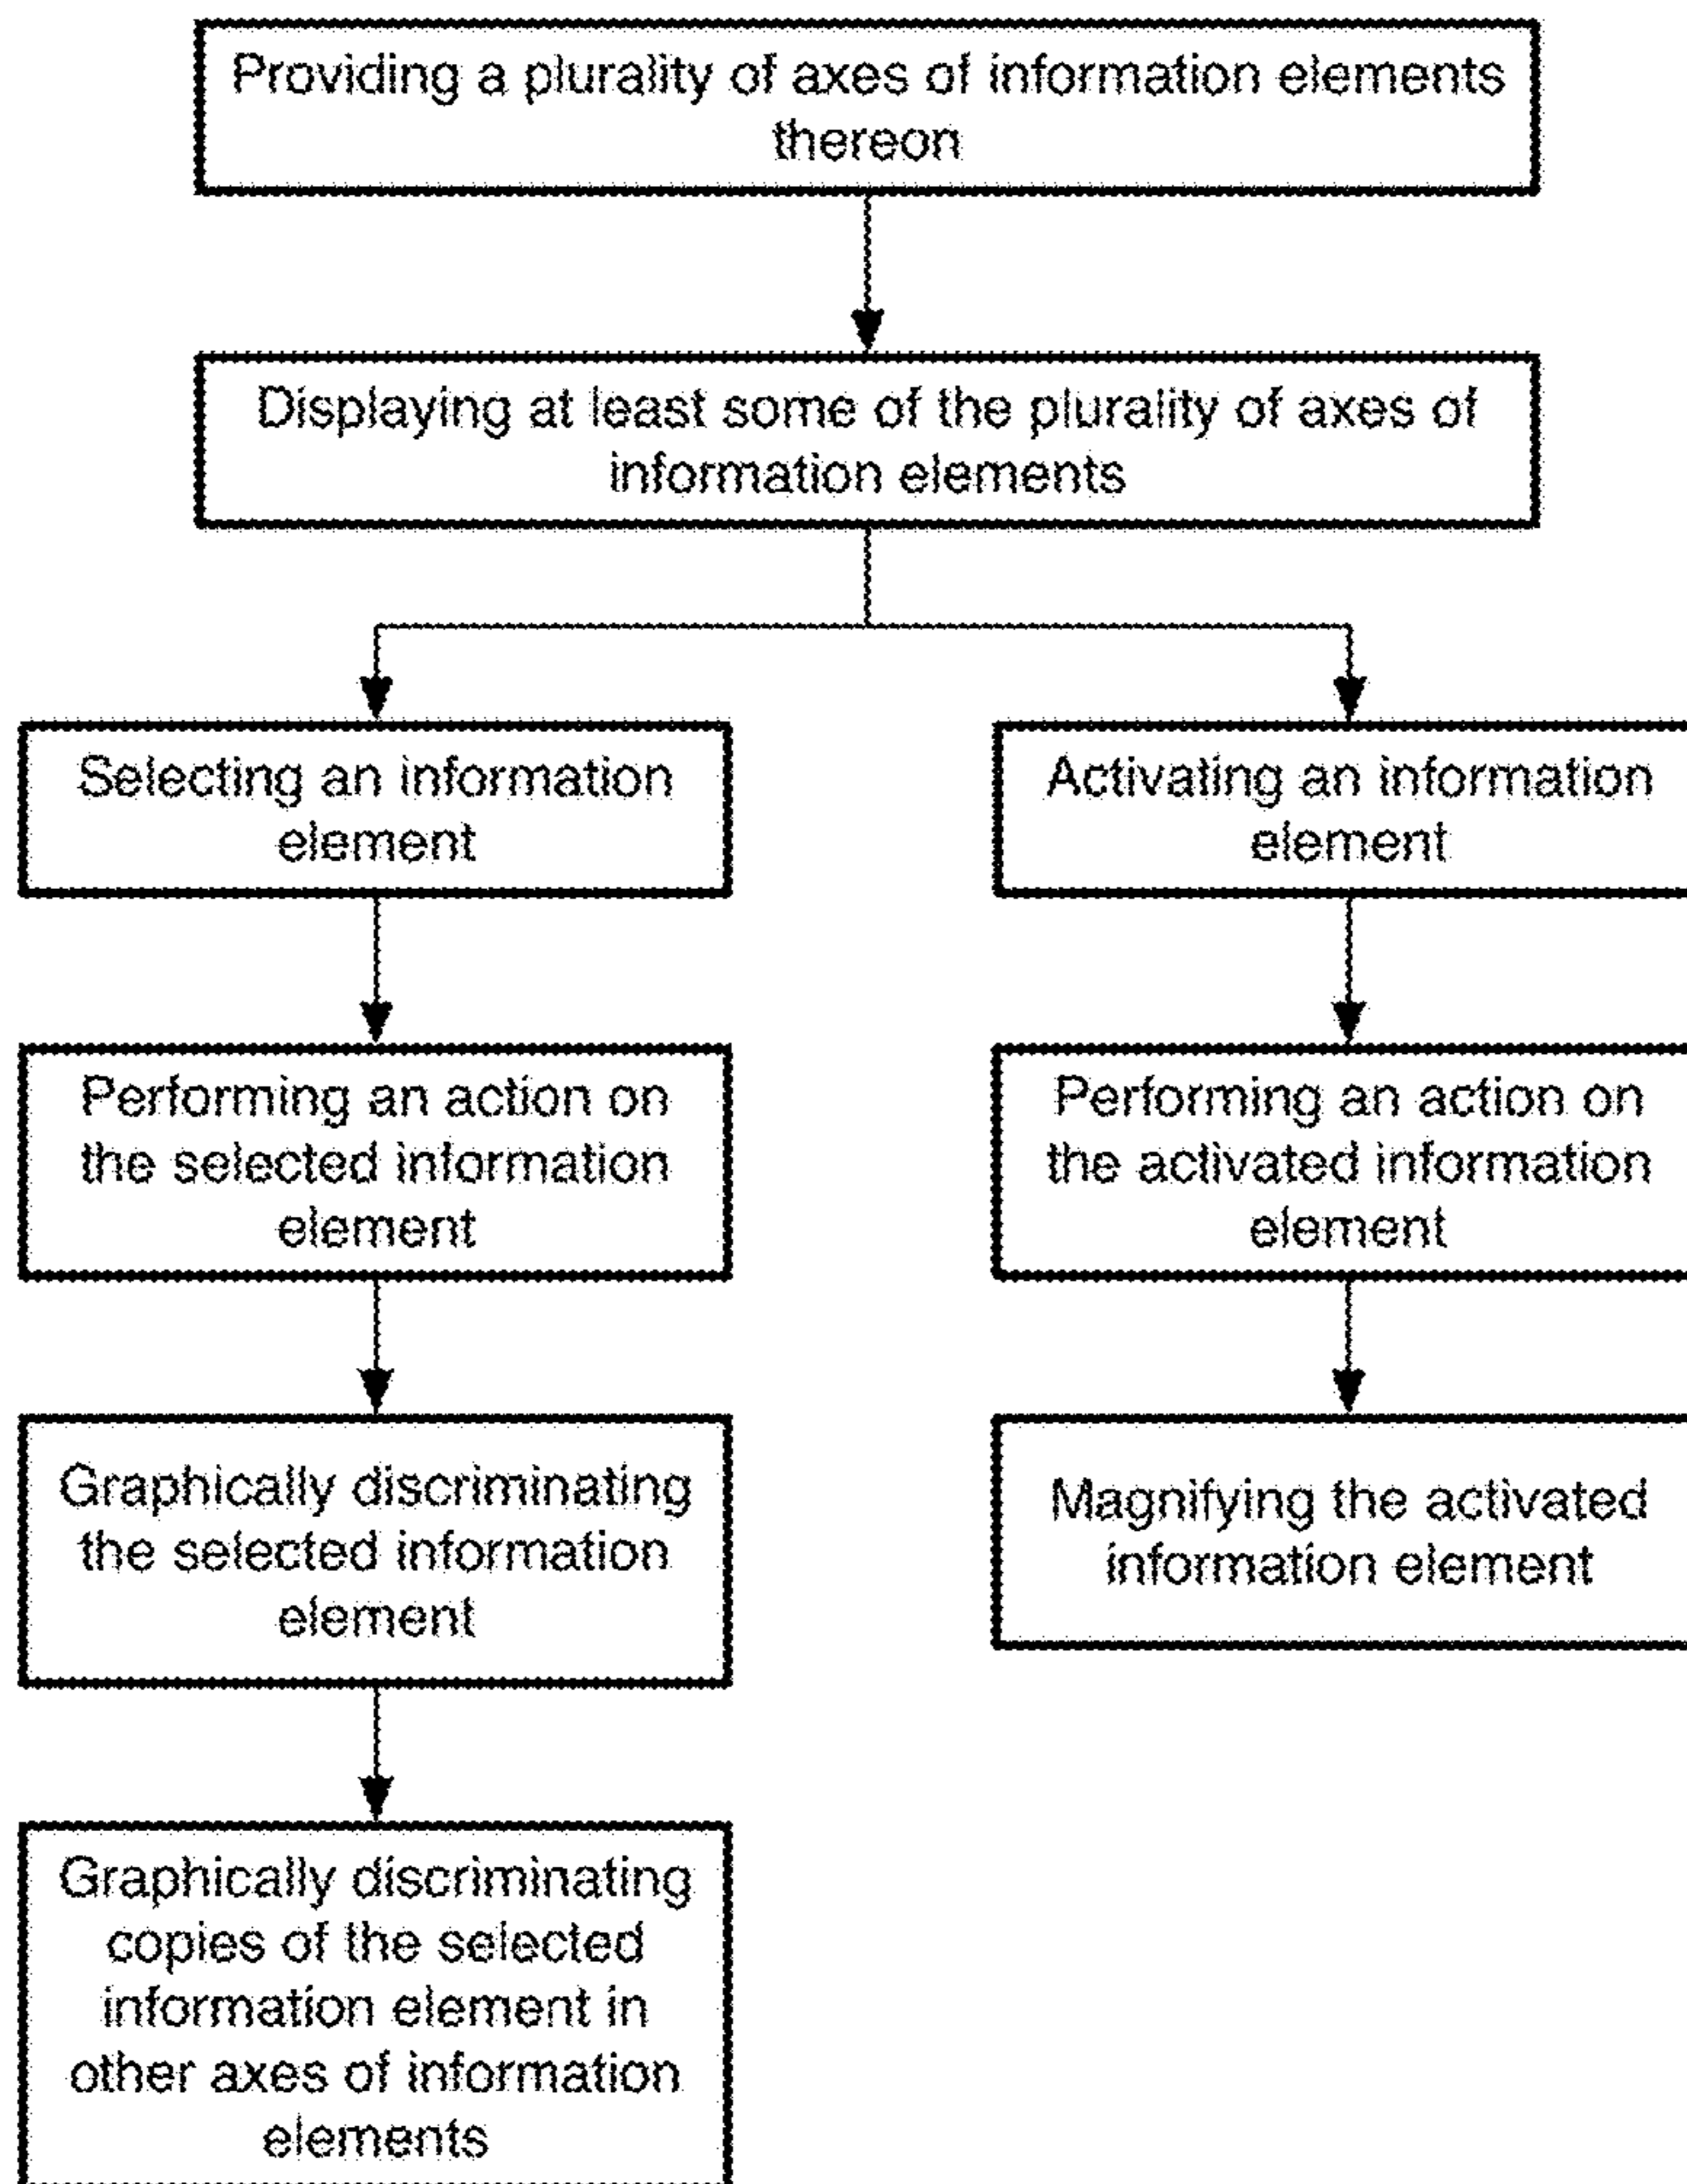 Providing a plurality of axes of information elements
thereon
Displaying at least some of the plurality of axes of
information elements
Selecting an information
element
Activating an information
element
Performing an action on
the selected information
element
Performing an action on
the activated information
element
Graphically discriminating
the selected information
element
Magnifying the activated
information element
Graphically discriminating
copies of the selected
information element in
other axes of information
elements